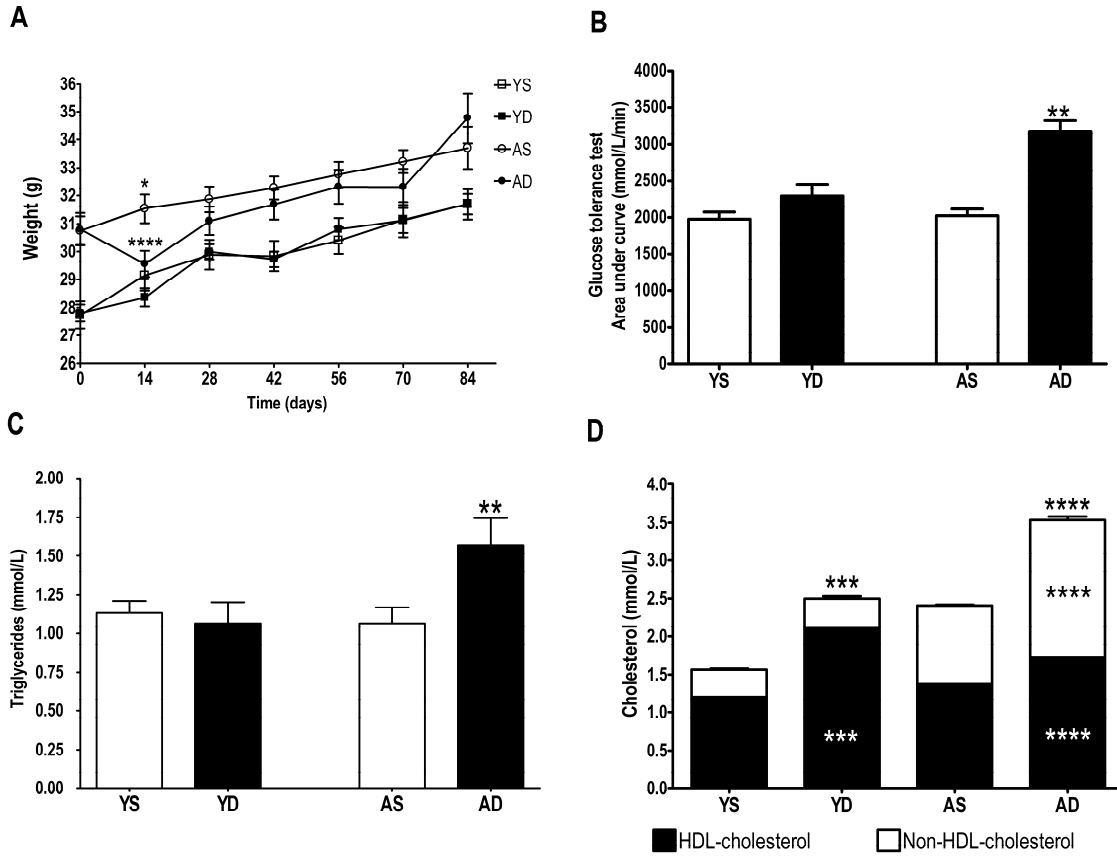 A
Weight (g)
36
35
34
33
32
31
30
29
28
27
26
*
****
0 14 28 42 56 70 84
Time (days)
YS
YD
AS
AD
B
Glucose tolerance test
Area under curve (mmol/L/min)
4000
3500
3000
2500
2000
1500
1000
500
0
**
YS YD AS AD
C
Triglycerides (mmol/L)
2.00
1.75
1.50
1.25
1.00
0.75
0.50
0.25
0.00
**
YS YD AS AD
D
Cholesterol (mmol/L)
4.0
3.5
3.0
2.5
2.0
1.5
1.0
0.5
0.0
***
***
****
****
****
YS YD AS AD
HDL-cholesterol Non-HDL-cholesterol